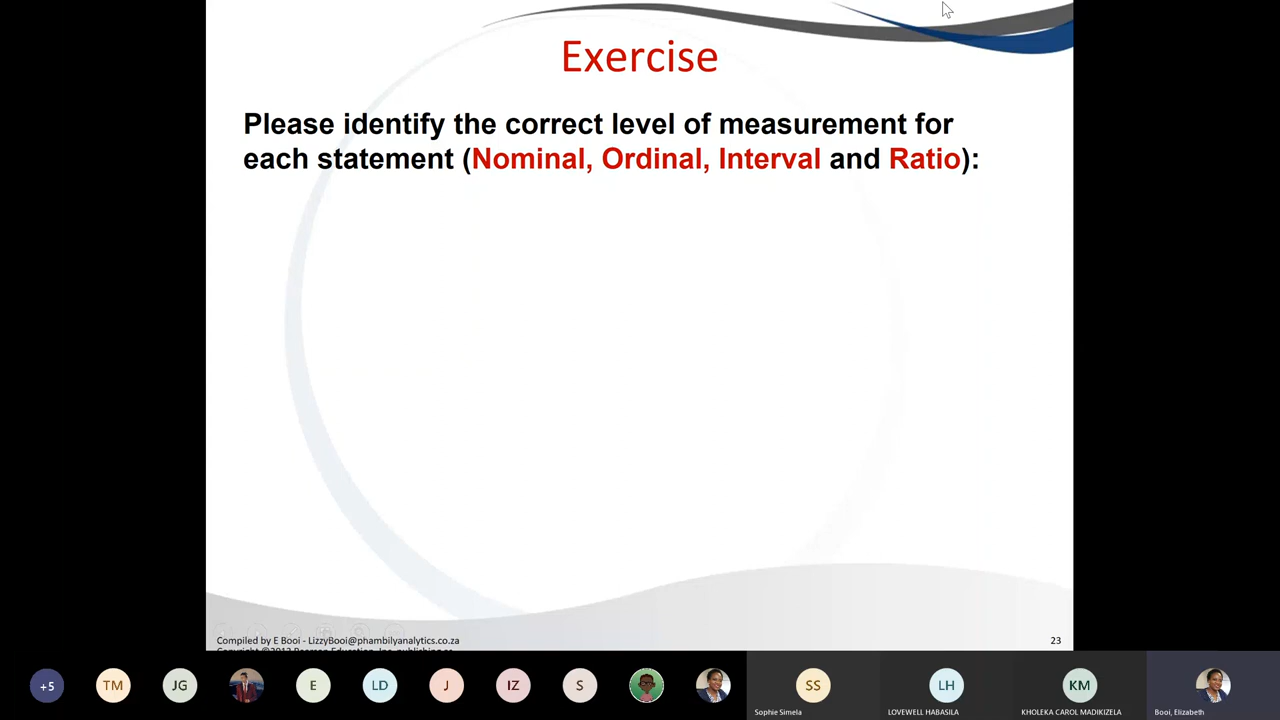 Exercise
Please identify the correct level of measurement for
each statement (Nominal, Ordinal, Interval and Ratio):
Compiled by E Booi - LizzyBooi@phambilyanalytics.co.za
23
+5
TM
JG
E
LD
J
IZ
S
SS
LH
KM
Sophie Simela
LOVEWELL HABASILA
KHOLEKA CAROL MADIKIZELA
Booi, Elizabeth